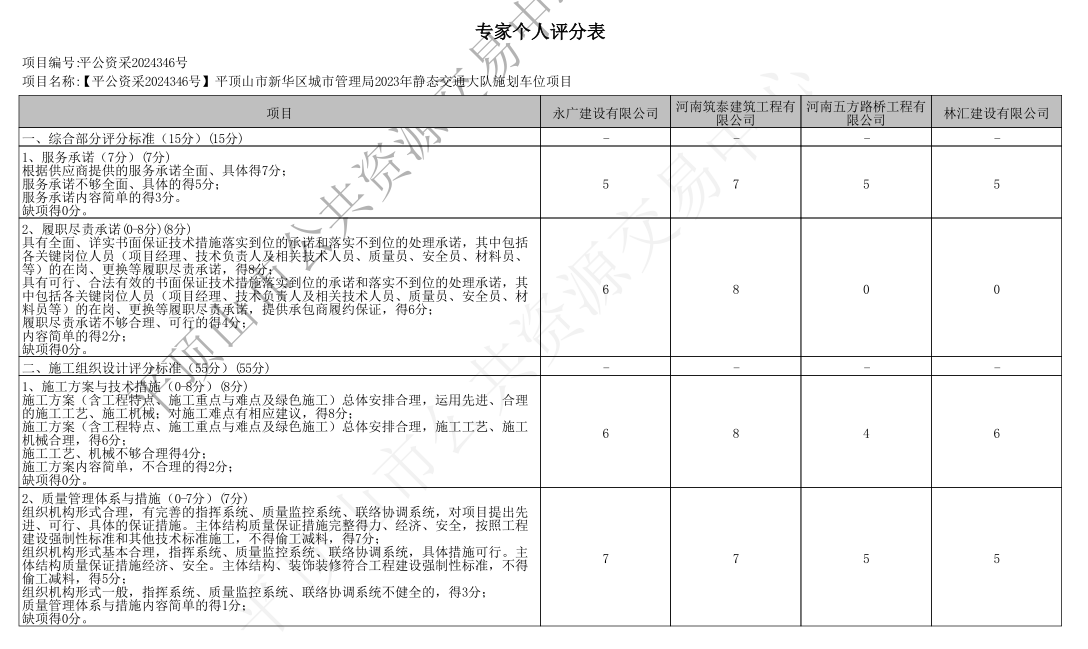 专家个人评分表
项目编号:平公资采2024346号
项目名称:【平公资采2024346号】平顶山市新华区城市管理局2023年静态交通大队施划车位项目
项目
永广建设有限公司
河南筑泰建筑工程有
限公司
河南五方路桥工程有
限公司
林汇建设有限公司
一、综合部分评分标准（15分）(15分)
-
-
-
-
1、服务承诺（7分）(7分)
根据供应商提供的服务承诺全面、具体得7分；
服务承诺不够全面、具体的得5分；
服务承诺内容简单的得3分。
缺项得0分。
5
7
5
5
2、履职尽责承诺(0-8分)(8分)
具有全面、详实书面保证技术措施落实到位的承诺和落实不到位的处理承诺，其中包括
各关键岗位人员（项目经理、技术负责人及相关技术人员、质量员、安全员、材料员、
等）的在岗、更换等履职尽责承诺，得8分；
具有可行、合法有效的书面保证技术措施落实到位的承诺和落实不到位的处理承诺，其
中包括各关键岗位人员（项目经理、技术负责人及相关技术人员、质量员、安全员、材
料员等）的在岗、更换等履职尽责承诺，提供承包商履约保证，得6分；
履职尽责承诺不够合理、可行的得4分；
内容简单的得2分；
缺项得0分。
6
8
0
0
二、施工组织设计评分标准（55分）(55分)
-
-
-
-
1、施工方案与技术措施（0-8分）(8分)
施工方案（含工程特点、施工重点与难点及绿色施工）总体安排合理，运用先进、合理
的施工工艺、施工机械；对施工难点有相应建议，得8分；
施工方案（含工程特点、施工重点与难点及绿色施工）总体安排合理，施工工艺、施工
机械合理，得6分；
施工工艺、机械不够合理得4分；
施工方案内容简单，不合理的得2分；
缺项得0分。
6
8
4
6
2、质量管理体系与措施（0-7分）(7分)
组织机构形式合理，有完善的指挥系统、质量监控系统、联络协调系统，对项目提出先
进、可行、具体的保证措施。主体结构质量保证措施完整得力、经济、安全，按照工程
建设强制性标准和其他技术标准施工，不得偷工减料，得7分；
组织机构形式基本合理，指挥系统、质量监控系统、联络协调系统，具体措施可行。主
体结构质量保证措施经济、安全。主体结构、装饰装修符合工程建设强制性标准，不得
偷工减料，得5分；
组织机构形式一般，指挥系统、质量监控系统、联络协调系统不健全的，得3分；
质量管理体系与措施内容简单的得1分；
缺项得0分。
7
7
5
5
平顶山市公共资源交易中心
平顶山市公共资源交易中心